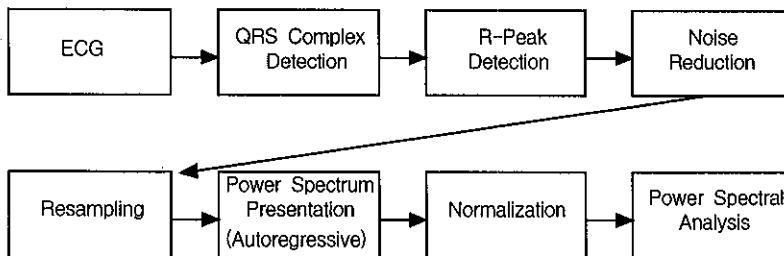 ECG
QRS Complex
Detection
R-Peak
Detection
Noise
Reduction
Resampling
Power Spectrum
Presentation
(Autoregressive)
Normalization
Power Spectral
Analysis